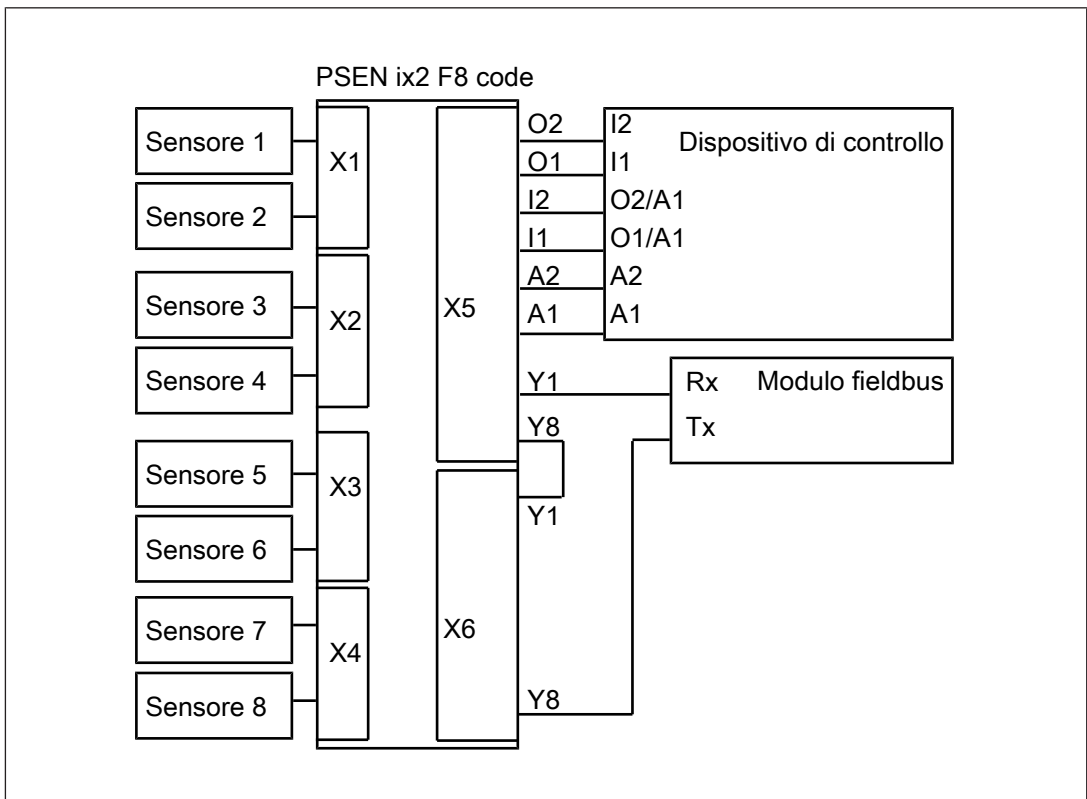 PSEN ix2 F8 code
Sensore 1
Sensore 2
Sensore 3
Sensore 4
Sensore 5
Sensore 6
Sensore 7
Sensore 8
X1
X2
X3
X4
X5
X6
O2
O1
I2
I1
A2
A1
Y1
Y8
Y1
Y8
I2
I1
O2/A1
O1/A1
A2
A1
Dispositivo di controllo
Rx
Tx
Modulo fieldbus